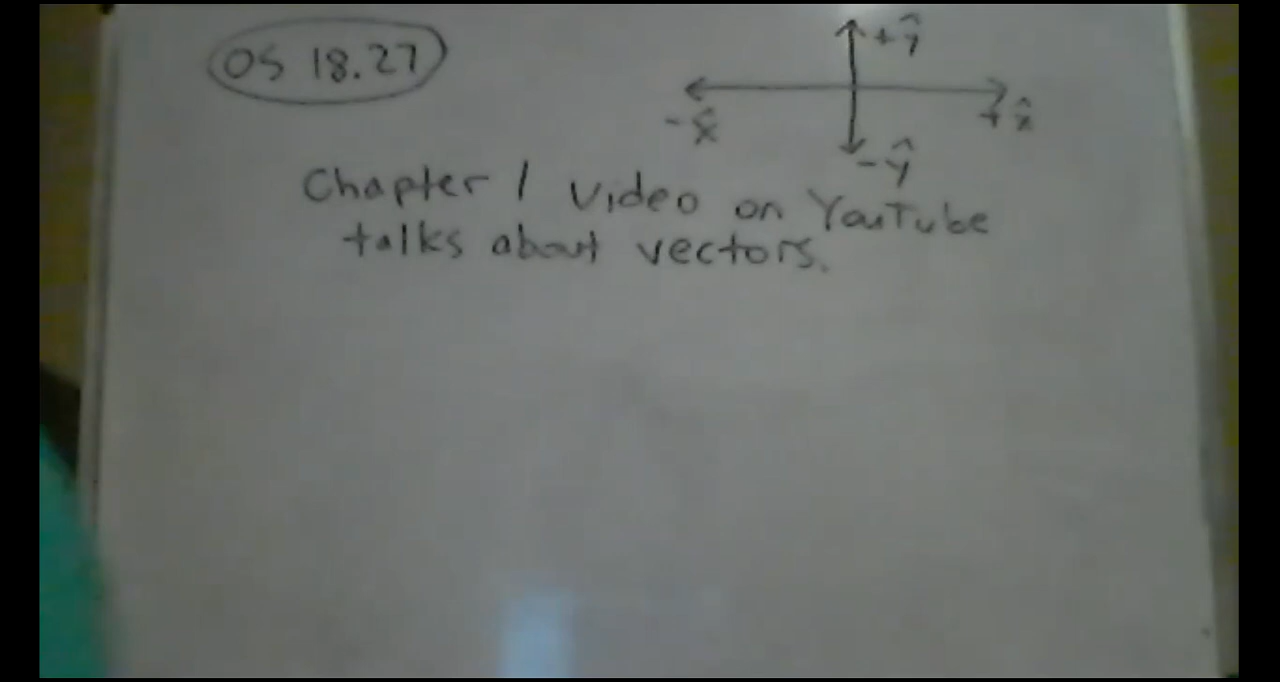 OS 18.27
+ŷ
-x̂
+x̂
-ŷ
Chapter 1 Video on YouTube
talks about vectors.